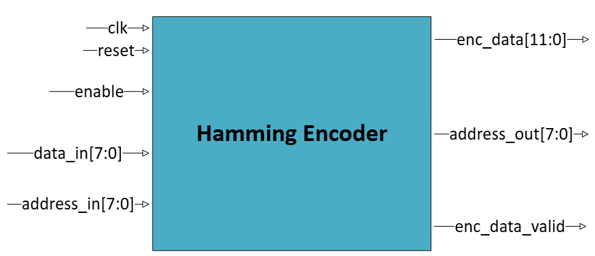 clk
reset
enable
data_in[7:0]
address_in[7:0]
Hamming Encoder
enc_data[11:0]
address_out[7:0]
enc_data_valid